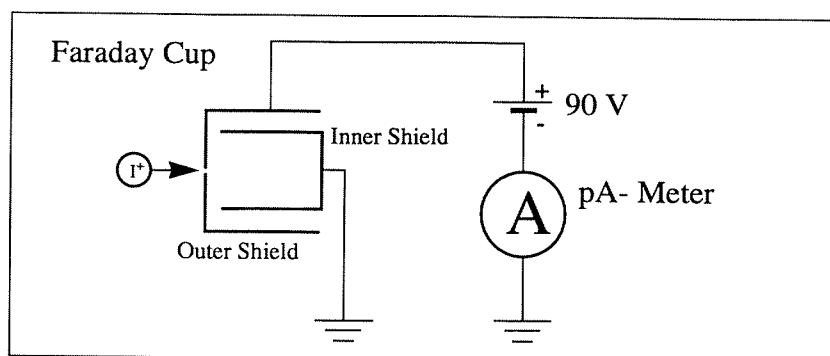 Faraday Cup
+
90 V
-
Inner Shield
I+
A
pA- Meter
Outer Shield